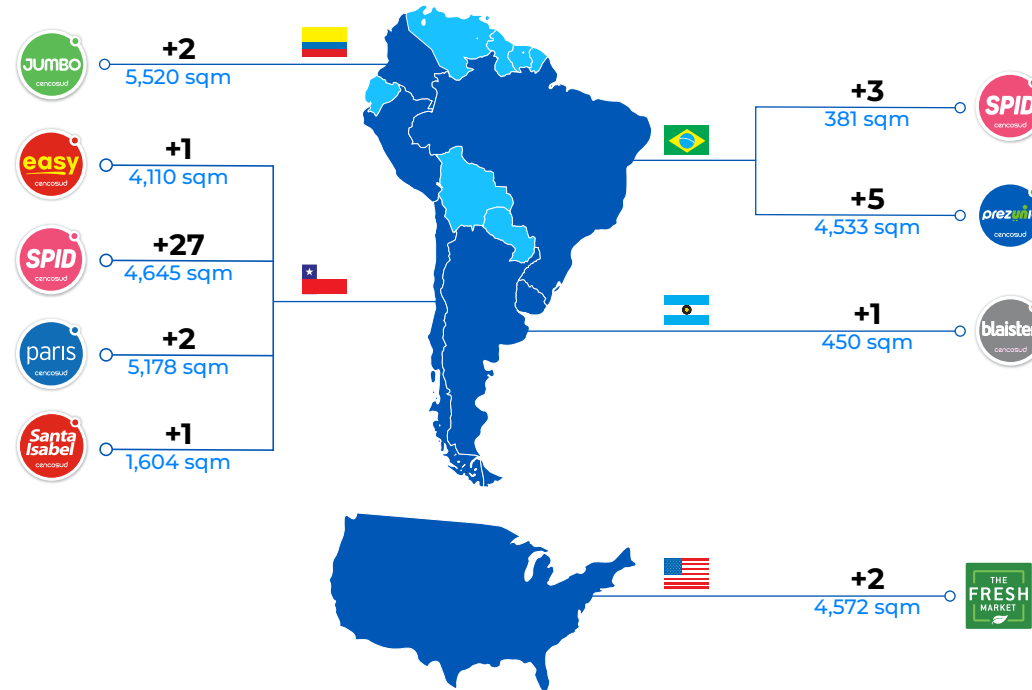 JUMBO
cencosud
+2
5,520 sqm
easy
cencosud
+1
4,110 sqm
SPID
cencosud
+27
4,645 sqm
paris
cencosud
+2
5,178 sqm
Santa
Isabel
cencosud
+1
1,604 sqm
+3
381 sqm
SPID
cencosud
+5
4,533 sqm
prezuni
cencosud
+1
450 sqm
blaiste
cencosud
+2
4,572 sqm
THE
FRESH
MARKET